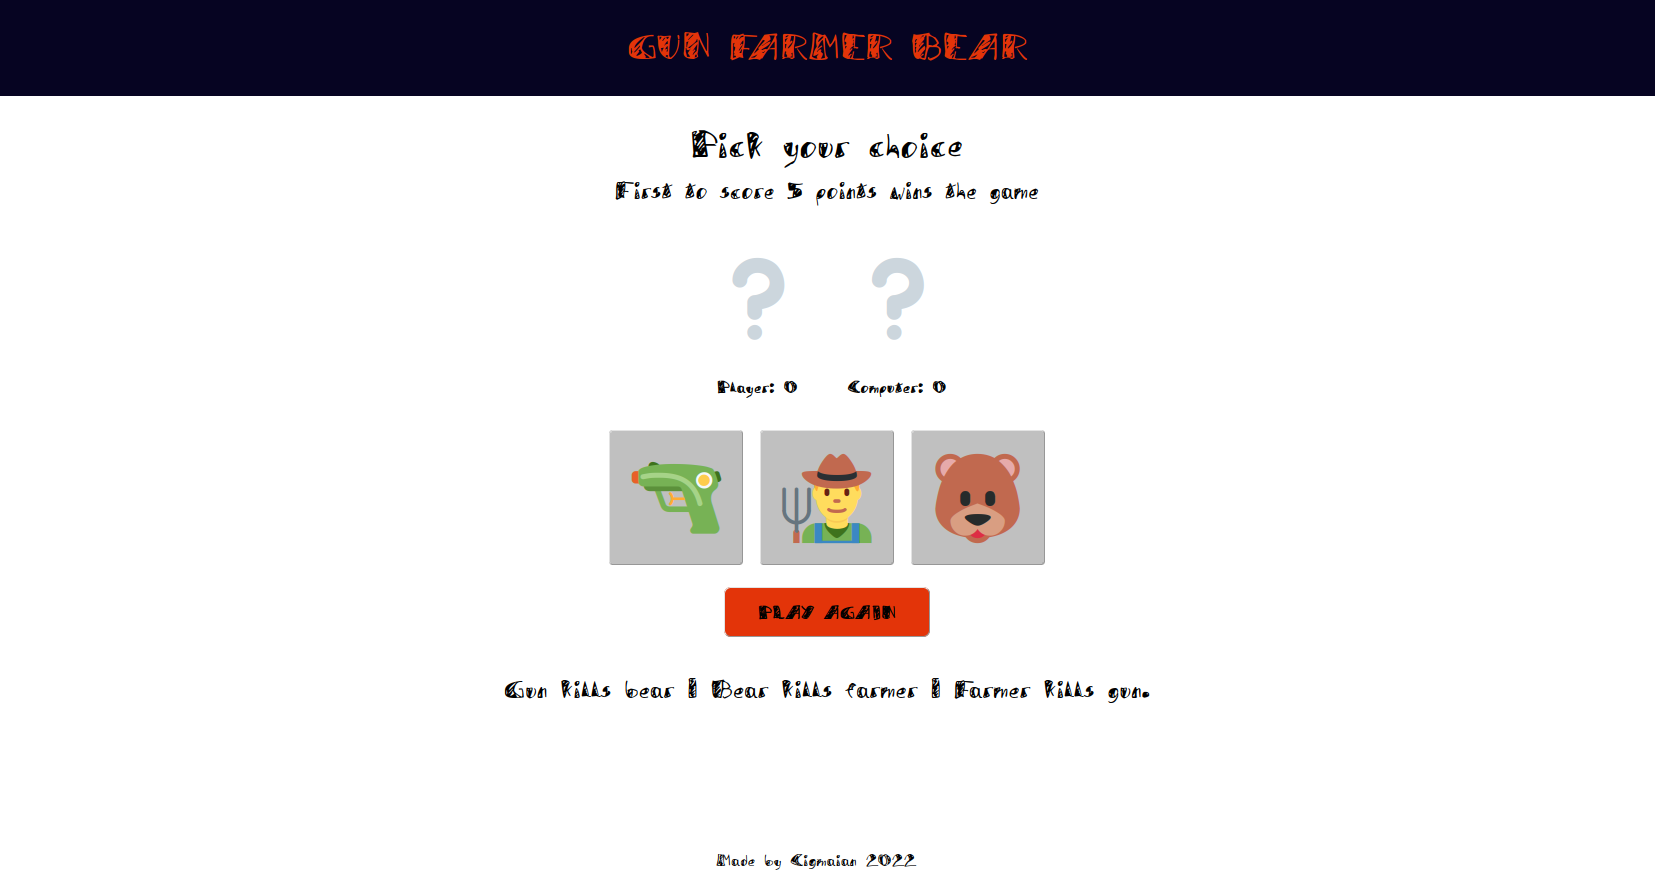 GUN FARMER BEAR
Pick your choice
First to score 5 points wins the game
Player: 0 Computer: 0
PLAY AGAIN
Gun kills bear | Bear kills farmer | Farmer kills gun.
Made by Cigmaian 2022